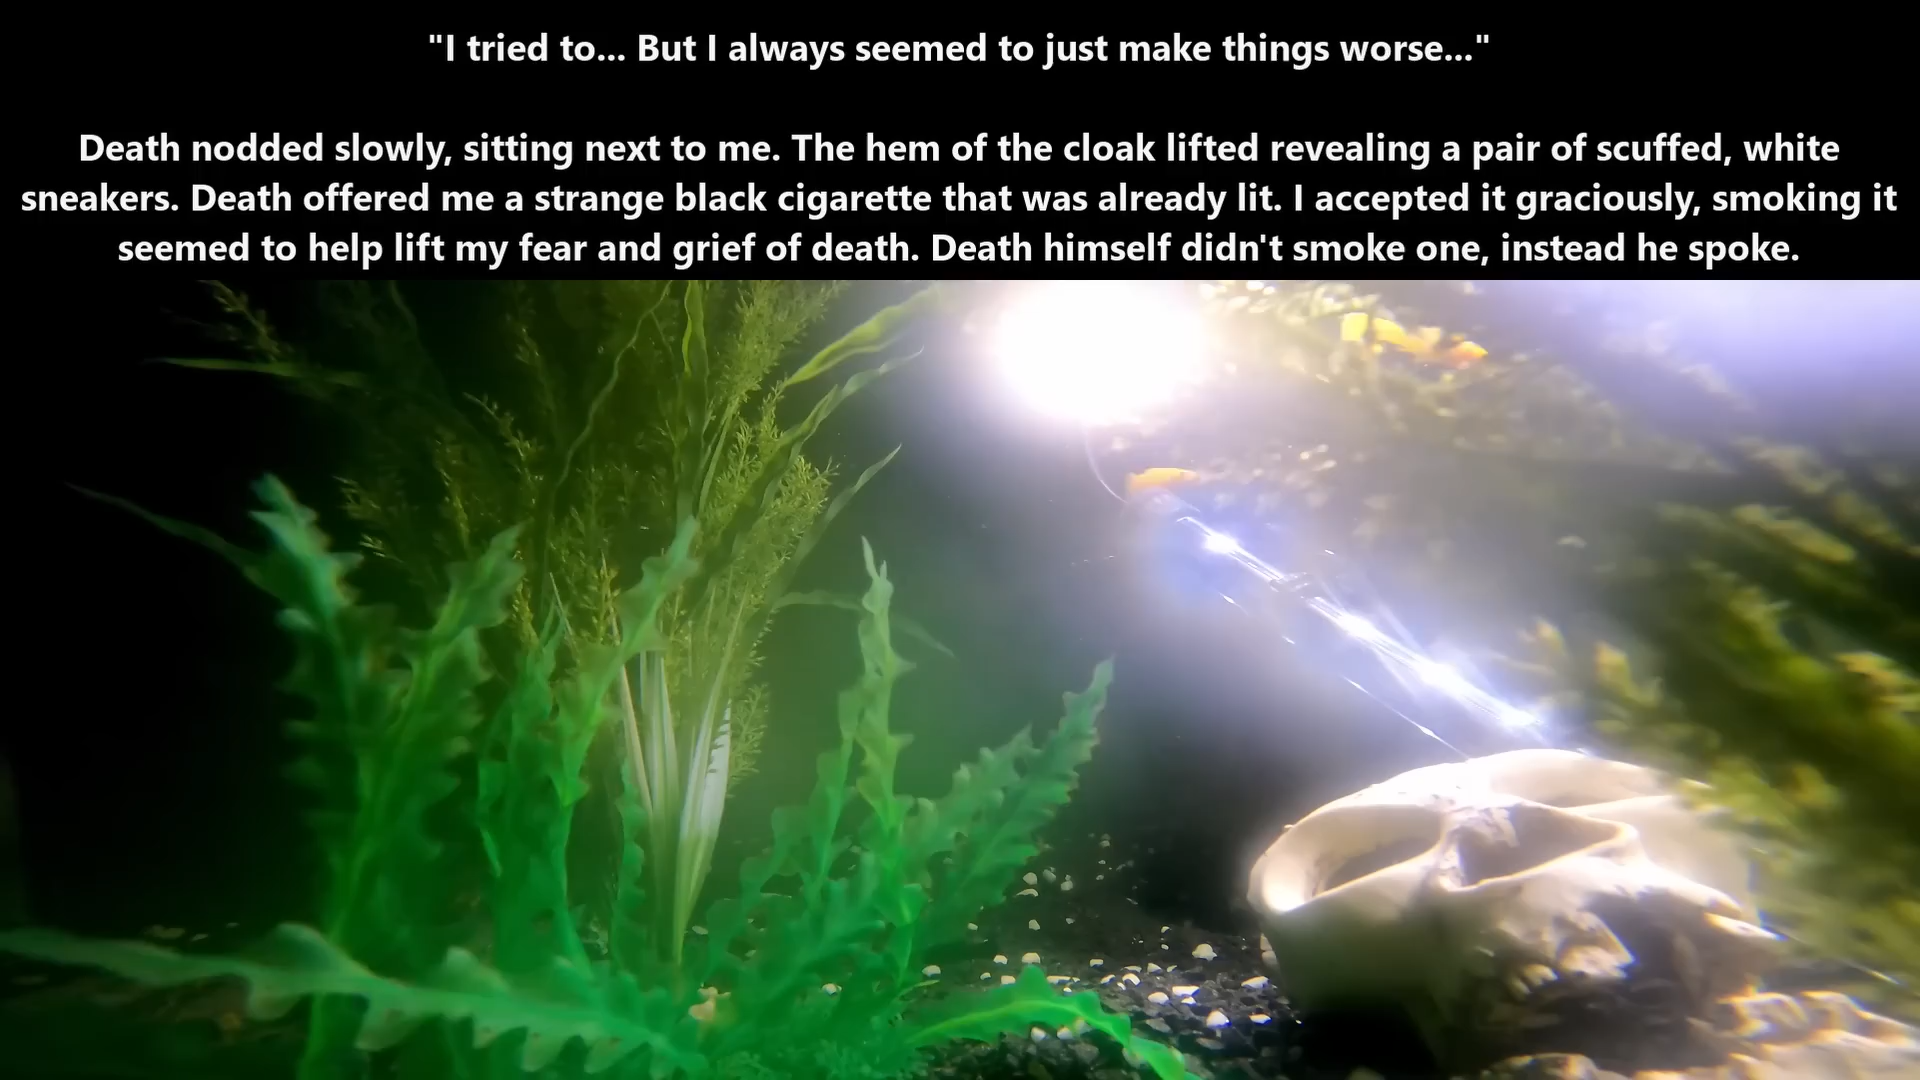 "I tried to... But I always seemed to just make things worse..."
Death nodded slowly, sitting next to me. The hem of the cloak lifted revealing a pair of scuffed, white
sneakers. Death offered me a strange black cigarette that was already lit. I accepted it graciously, smoking it
seemed to help lift my fear and grief of death. Death himself didn't smoke one, instead he spoke.